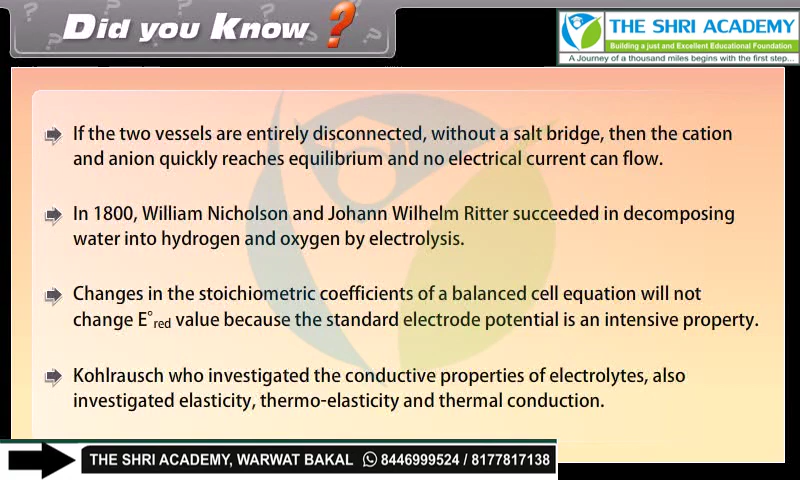 Did you Know ?
THE SHRI ACADEMY
Building a just and Excellent Educational Foundation
A Journey of a thousand miles begins with the first step...
If the two vessels are entirely disconnected, without a salt bridge, then the cation
and anion quickly reaches equilibrium and no electrical current can flow.
In 1800, William Nicholson and Johann Wilhelm Ritter succeeded in decomposing
water into hydrogen and oxygen by electrolysis.
Changes in the stoichiometric coefficients of a balanced cell equation will not
change E°red value because the standard electrode potential is an intensive property.
Kohlrausch who investigated the conductive properties of electrolytes, also
investigated elasticity, thermo-elasticity and thermal conduction.
THE SHRI ACADEMY, WARWAT BAKAL 8446999524 / 8177817138